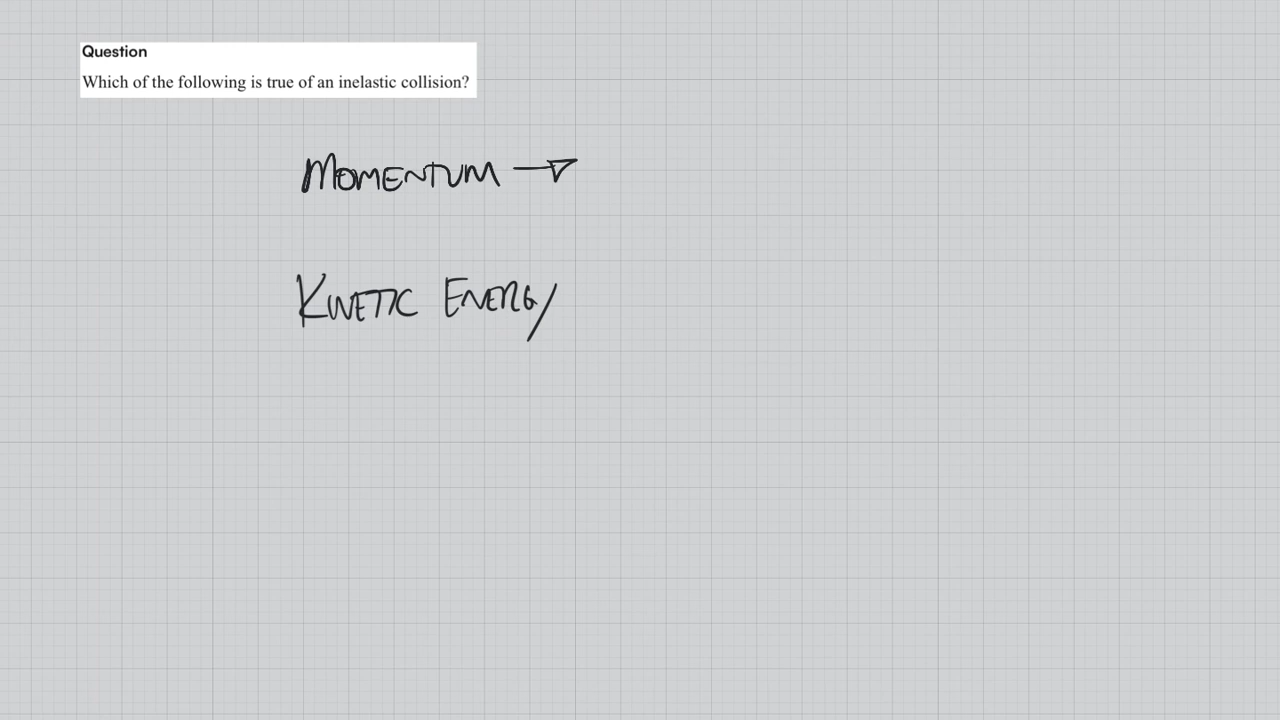 Question
Which of the following is true of an inelastic collision?
MOMENTUM →
KINETIC ENERGY